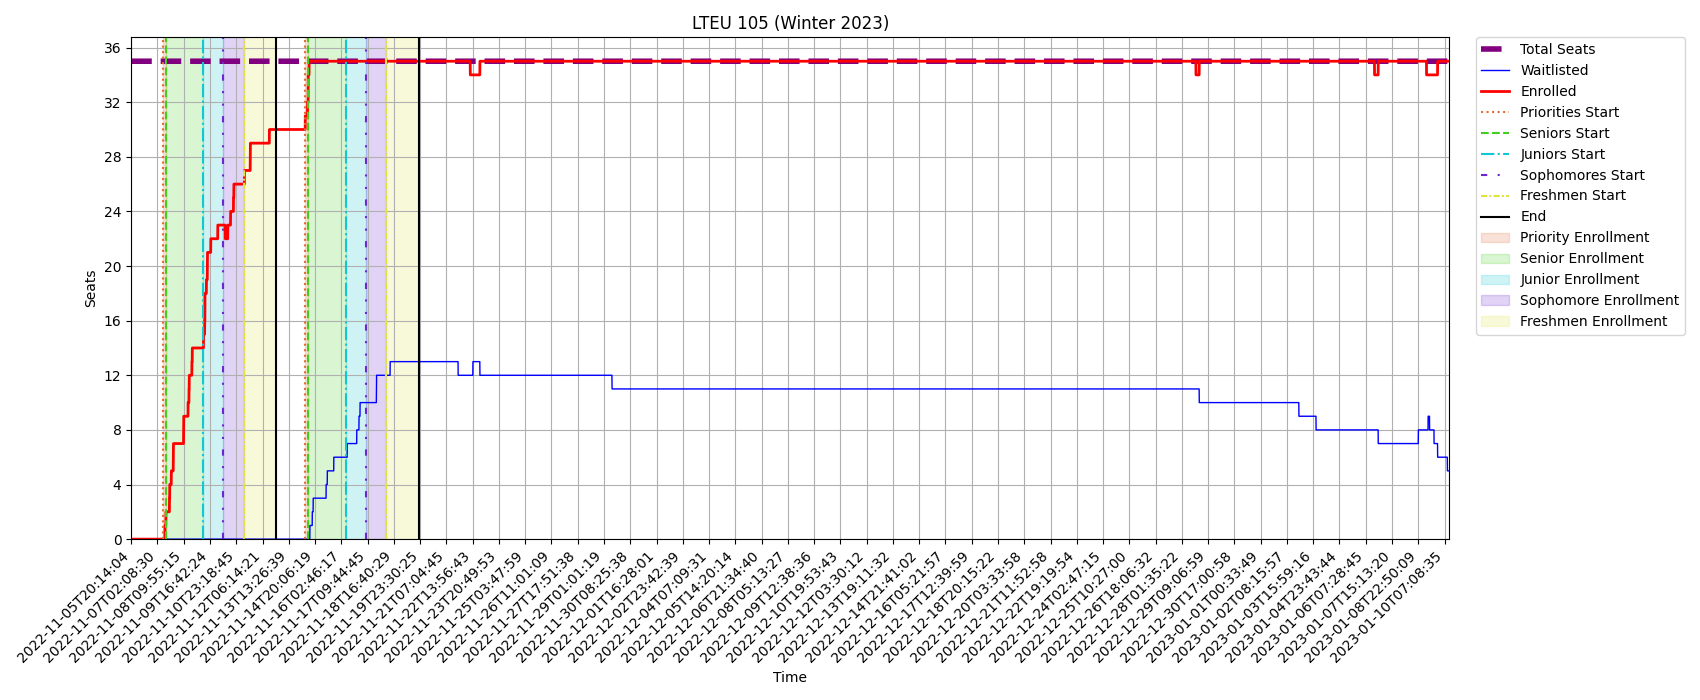 LTEU 105 (Winter 2023)
36
32
28
24
20
16
12
8
4
0
Seats
2022-11-05T20:14:04
2022-11-07T02:08:30
2022-11-08T09:55:15
2022-11-09T16:42:24
2022-11-10T23:18:45
2022-11-12T06:14:21
2022-11-13T13:26:39
2022-11-14T20:06:19
2022-11-16T02:46:17
2022-11-17T09:44:45
2022-11-18T16:40:29
2022-11-19T23:30:25
2022-11-21T07:04:45
2022-11-22T13:56:43
2022-11-23T20:49:53
2022-11-25T03:47:59
2022-11-26T11:01:09
2022-11-27T17:51:38
2022-11-29T01:01:19
2022-11-30T08:25:38
2022-12-01T16:28:01
2022-12-02T23:42:39
2022-12-04T07:09:31
2022-12-05T14:20:14
2022-12-06T21:34:40
2022-12-08T05:13:27
2022-12-09T12:38:36
2022-12-10T19:53:43
2022-12-12T03:30:12
2022-12-13T19:11:32
2022-12-14T21:41:02
2022-12-16T05:21:57
2022-12-17T12:39:59
2022-12-18T20:15:22
2022-12-20T03:33:58
2022-12-21T11:52:58
2022-12-22T19:19:54
2022-12-24T02:47:15
2022-12-25T10:27:00
2022-12-26T18:06:32
2022-12-28T01:35:22
2022-12-29T09:06:59
2022-12-30T17:00:58
2023-01-01T00:33:49
2023-01-02T08:15:57
2023-01-03T15:59:16
2023-01-04T23:43:44
2023-01-06T07:28:45
2023-01-07T15:13:20
2023-01-08T22:50:09
2023-01-10T07:08:35
Time
Total Seats
Waitlisted
Enrolled
Priorities Start
Seniors Start
Juniors Start
Sophomores Start
Freshmen Start
End
Priority Enrollment
Senior Enrollment
Junior Enrollment
Sophomore Enrollment
Freshmen Enrollment